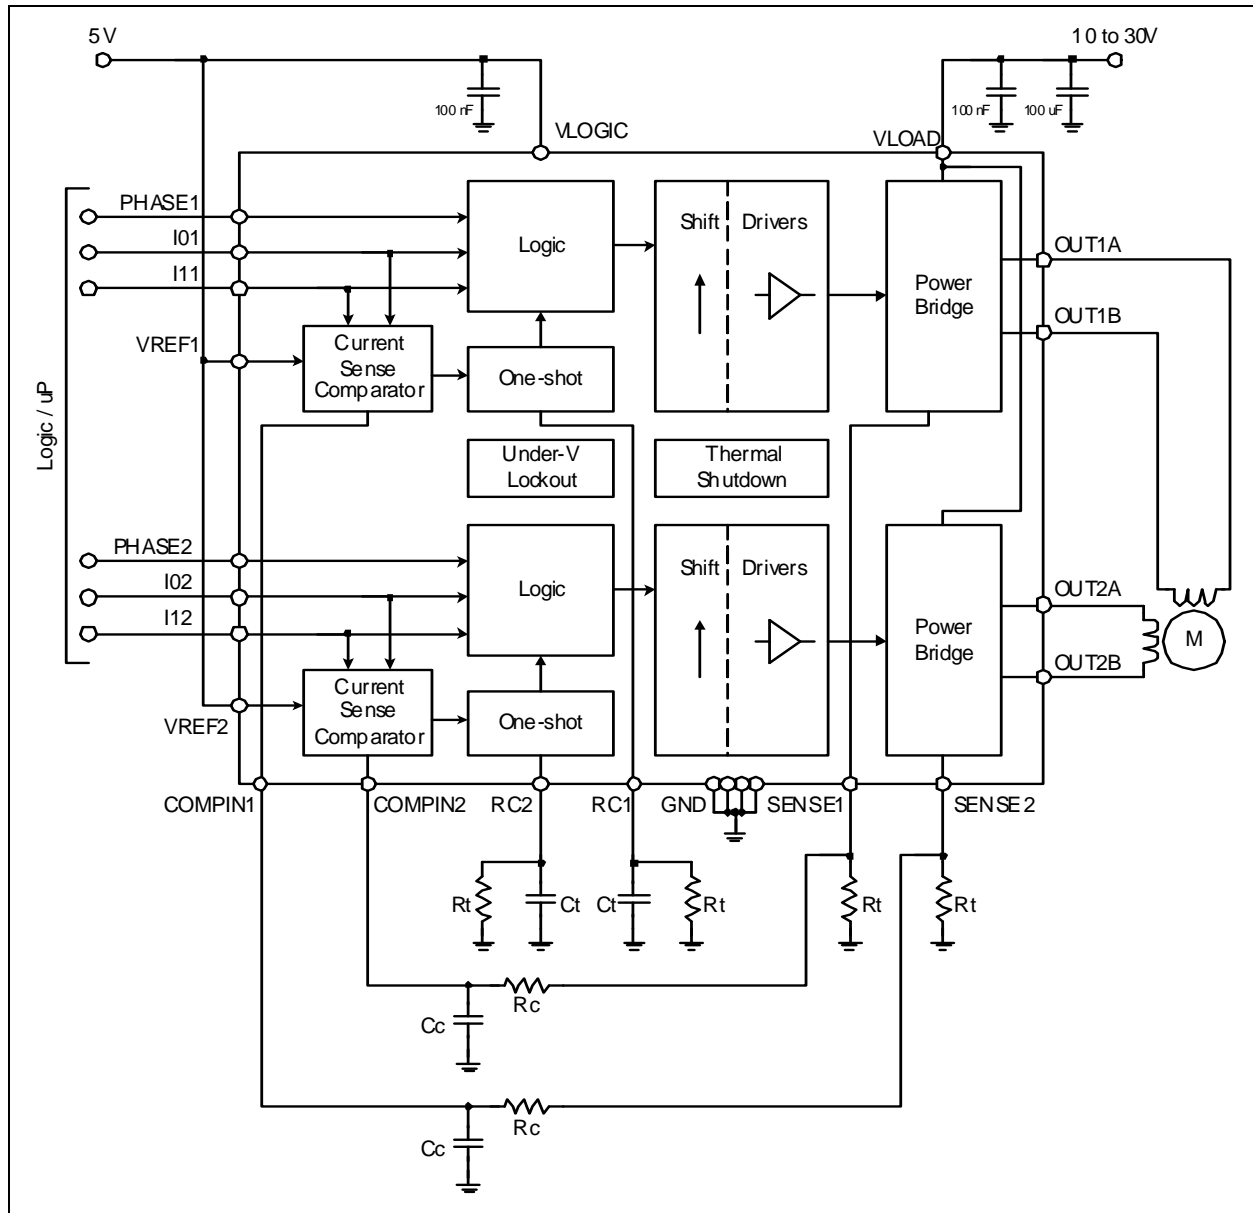 5V
10 to 30V
100 nF
100 nF
100 uF
VLOGIC
VLOAD
PHASE1
I01
I11
VREF1
Logic
Shift
Drivers
Power
Bridge
OUT1A
OUT1B
Current
Sense
Comparator
One-shot
Logic / uP
Under-V
Lockout
Thermal
Shutdown
PHASE2
I02
I12
VREF2
Logic
Shift
Drivers
Power
Bridge
OUT2A
OUT2B
M
Current
Sense
Comparator
One-shot
COMPIN1
COMPIN2
RC2
RC1
GND
SENSE1
SENSE2
Rt
Ct
Ct
Rt
Rt
Rt
Rc
Cc
Rc
Cc